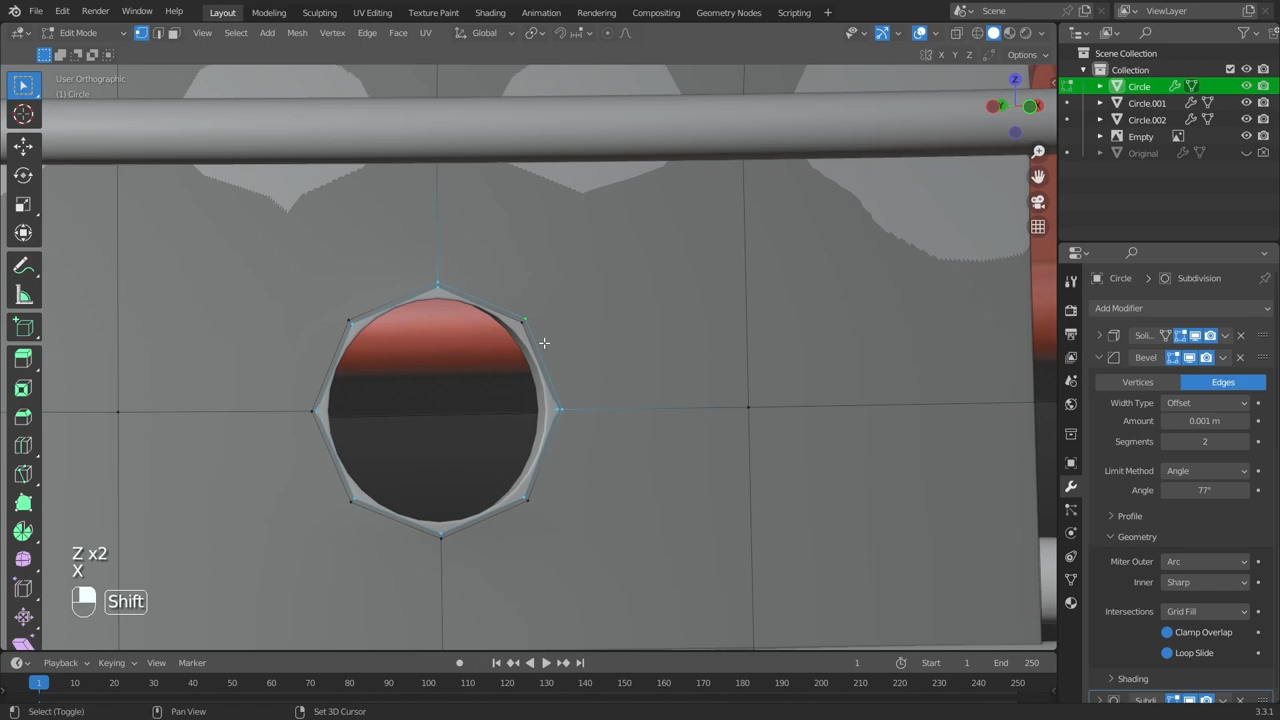 File Edit Render Window Help Layout Modeling Sculpting UV Editing Texture Paint Shading Animation Rendering Compositing Geometry Nodes Scripting + Scene ViewLayer
Edit Mode View Select Add Mesh Vertex Edge Face UV Global
X Y Z Options
User Orthographic
(1) Circle
Z
Scene Collection
Collection
Circle
Circle.001
Circle.002
Empty
Original
Circle Subdivision
Add Modifier
Soli...
Bevel
Vertices Edges
Width Type Offset
Amount 0.001 m
Segments 2
Limit Method Angle
Angle 77°
Profile
Geometry
Miter Outer Arc
Inner Sharp
Intersections Grid Fill
Clamp Overlap
Loop Slide
Shading
Subdi
Z x2
X
Shift
Playback Keying View Marker 1 Start 1 End 250
1 10 20 30 40 50 60 70 80 90 100 110 120 130 140 150 160 170 180 190 200 210 220 230 240 250
Select (Toggle) Pan View Set 3D Cursor 3.3.1